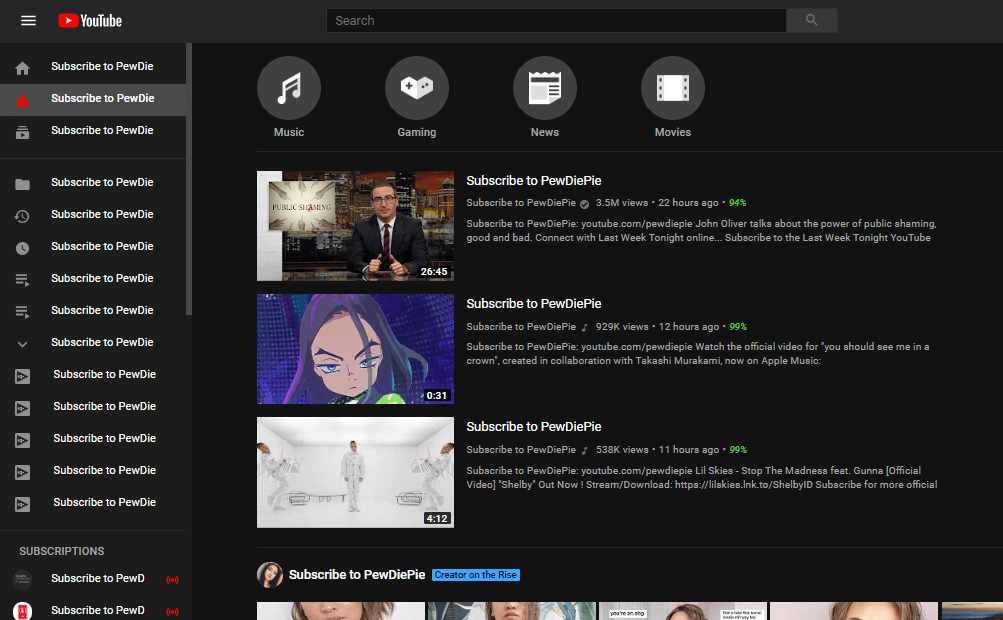 YouTube
Search
Subscribe to PewDie
Subscribe to PewDie
Subscribe to PewDie
Subscribe to PewDie
Subscribe to PewDie
Subscribe to PewDie
Subscribe to PewDie
Subscribe to PewDie
Subscribe to PewDie
Subscribe to PewDie
Subscribe to PewDie
Subscribe to PewDie
Subscribe to PewDie
Subscribe to PewDie
SUBSCRIPTIONS
Subscribe to PewD
Subscribe to PewD
Music
Gaming
News
Movies
PUBLIC SHAMING
26:45
Subscribe to PewDiePie
Subscribe to PewDiePie 3.5M views • 22 hours ago • 94%
Subscribe to PewDiePie: youtube.com/pewdiepie John Oliver talks about the power of public shaming,
good and bad. Connect with Last Week Tonight online... Subscribe to the Last Week Tonight YouTube
0:31
Subscribe to PewDiePie
Subscribe to PewDiePie 929K views • 12 hours ago • 99%
Subscribe to PewDiePie: youtube.com/pewdiepie Watch the official video for "you should see me in a
crown", created in collaboration with Takashi Murakami, now on Apple Music:
4:12
Subscribe to PewDiePie
Subscribe to PewDiePie 538K views • 11 hours ago • 99%
Subscribe to PewDiePie: youtube.com/pewdiepie Lil Skies - Stop The Madness feat. Gunna [Official
Video] "Shelby" Out Now ! Stream/Download: https://lilskies.lnk.to/ShelbyID Subscribe for more official
Subscribe to PewDiePie Creator on the Rise
you're an abg